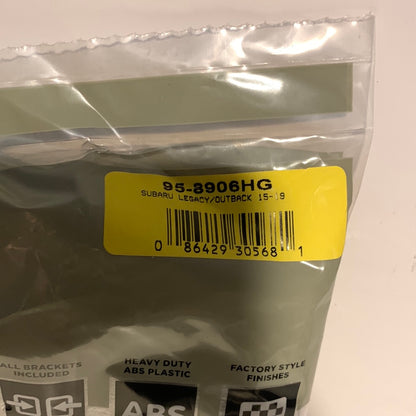 95-8906HG
SUBARU LEGACY/OUTBACK 15-19
0 86429 30568 1
ALL BRACKETS
INCLUDED
HEAVY DUTY
ABS PLASTIC
FACTORY STYLE
FINISHES
ABS